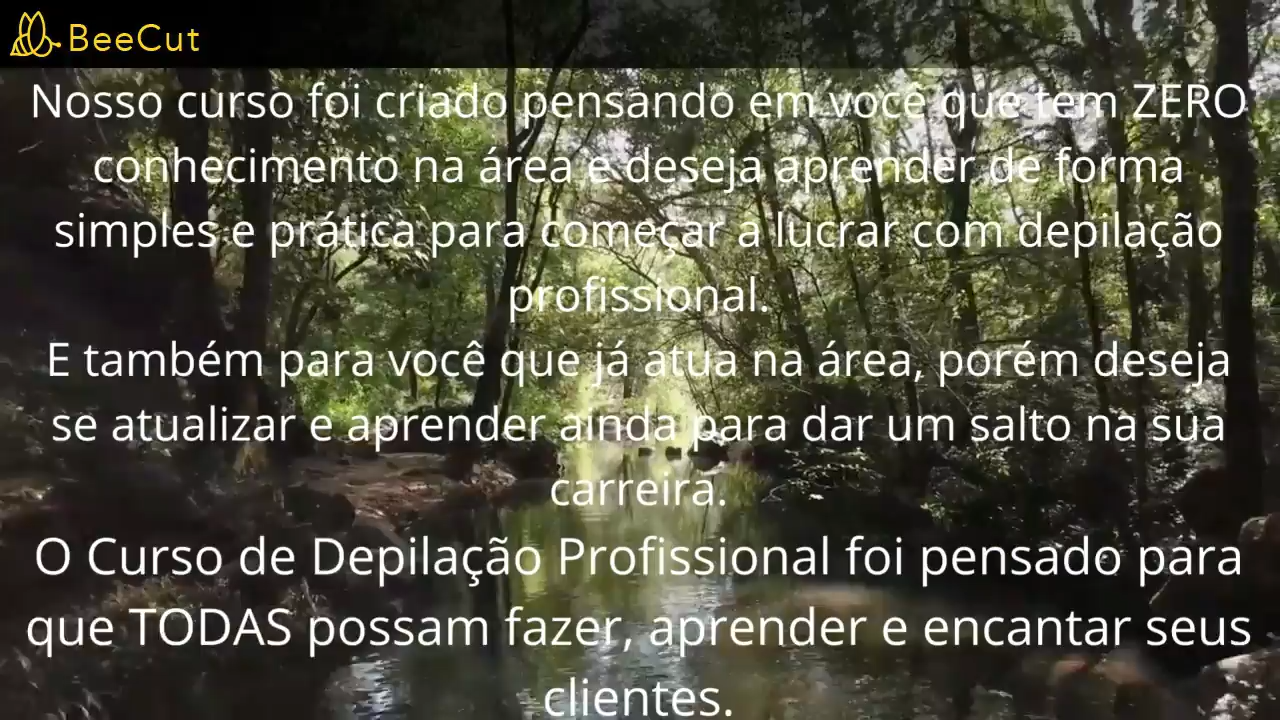 BeeCut
Nosso curso foi criado pensando em você que tem ZERO
conhecimento na área e deseja aprender de forma
simples e prática para começar a lucrar com depilação
profissional.
E também para você que já atua na área, porém deseja
se atualizar e aprender ainda para dar um salto na sua
carreira.
O Curso de Depilação Profissional foi pensado para
que TODAS possam fazer, aprender e encantar seus
clientes.